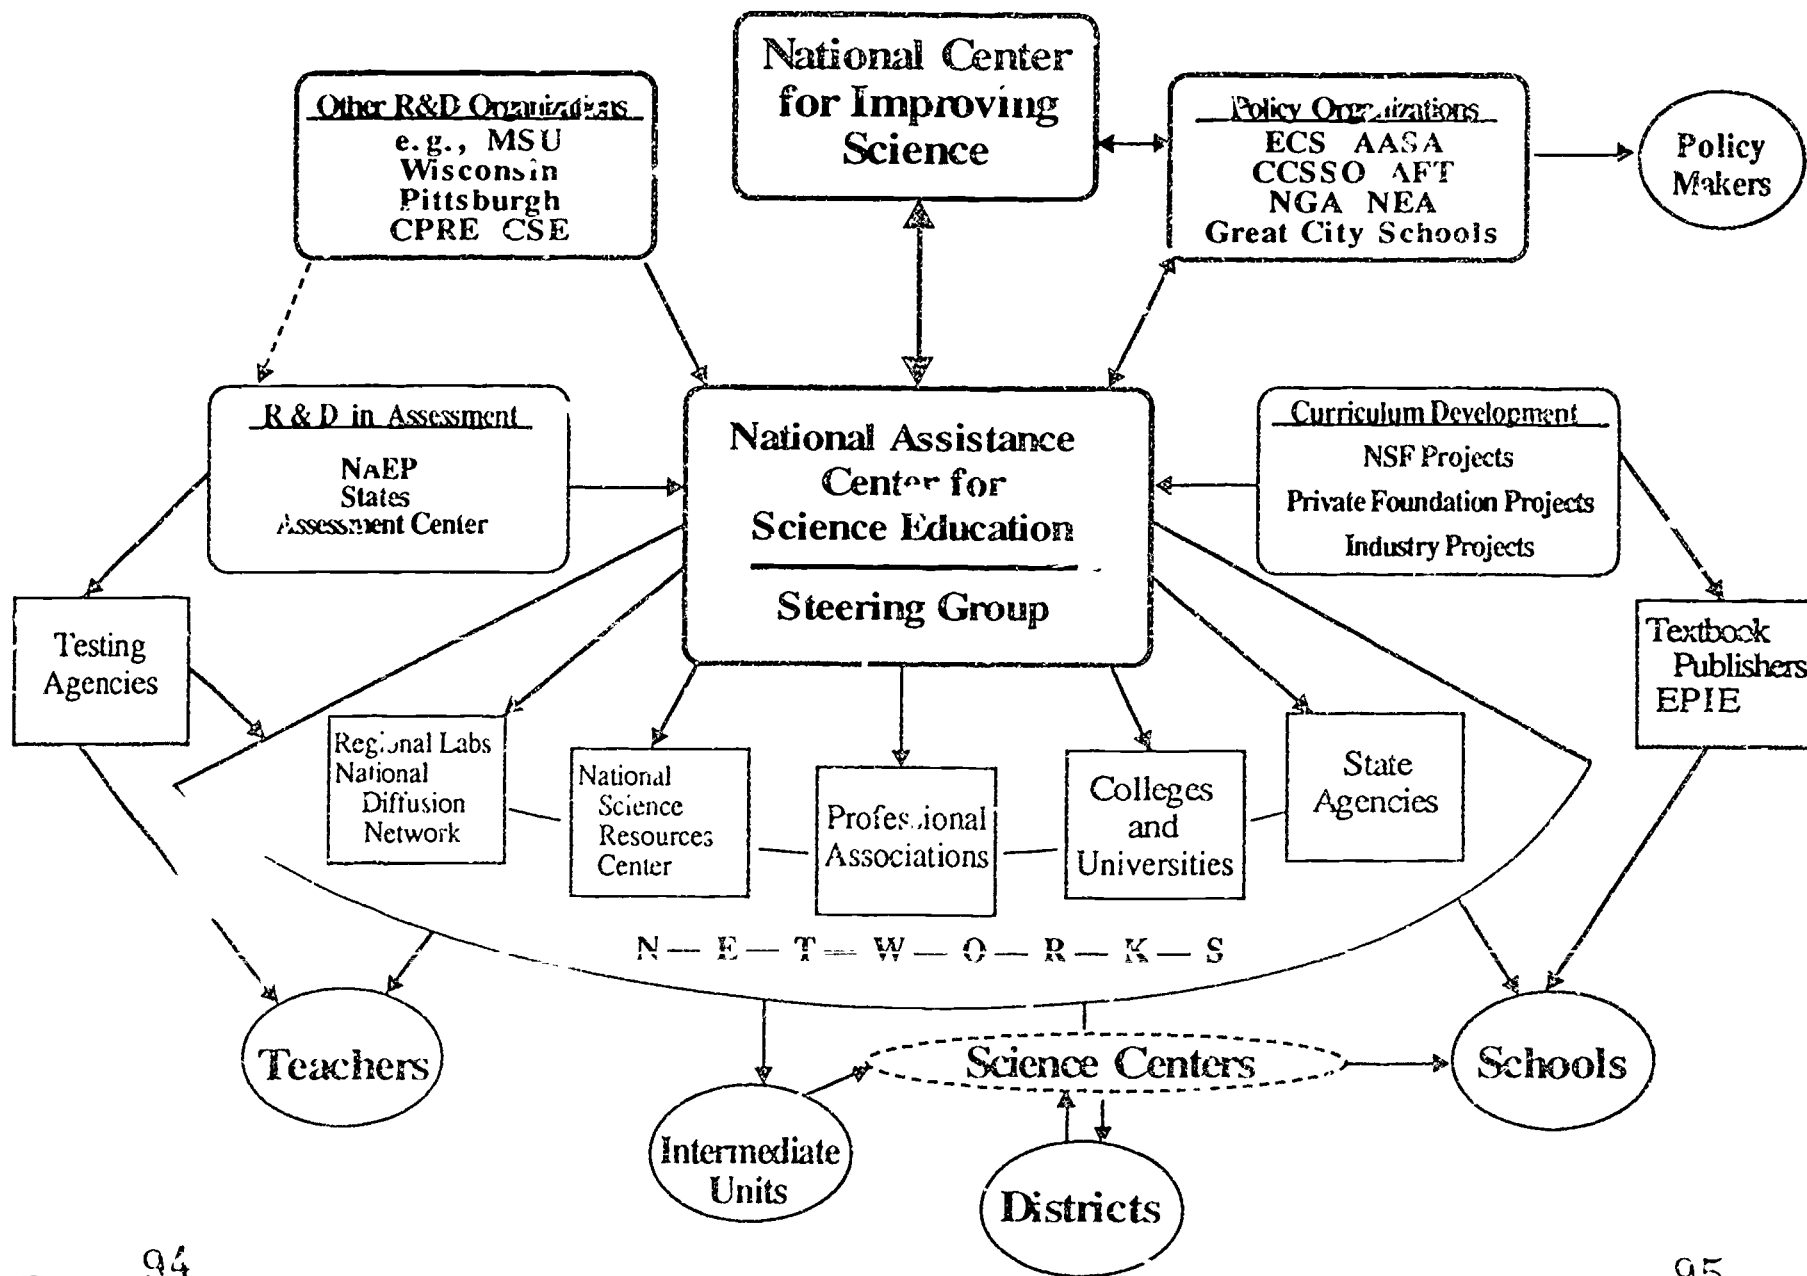 National Center
for Improving
Science
Other R&D Organizations
e.g., MSU
Wisconsin
Pittsburgh
CPRE CSE
Policy Organizations
ECS AASA
CCSSO AFT
NGA NEA
Great City Schools
Policy
Makers
R & D in Assessment
NAEP
States
Assessment Center
National Assistance
Center for
Science Education
Steering Group
Curriculum Development
NSF Projects
Private Foundation Projects
Industry Projects
Testing
Agencies
Textbook
Publishers
EPIE
Regional Labs
National
Diffusion
Network
National
Science
Resources
Center
Professional
Associations
Colleges
and
Universities
State
Agencies
N — E — T — W — O — R — K — S
Teachers
Science Centers
Schools
Intermediate
Units
Districts
94
95